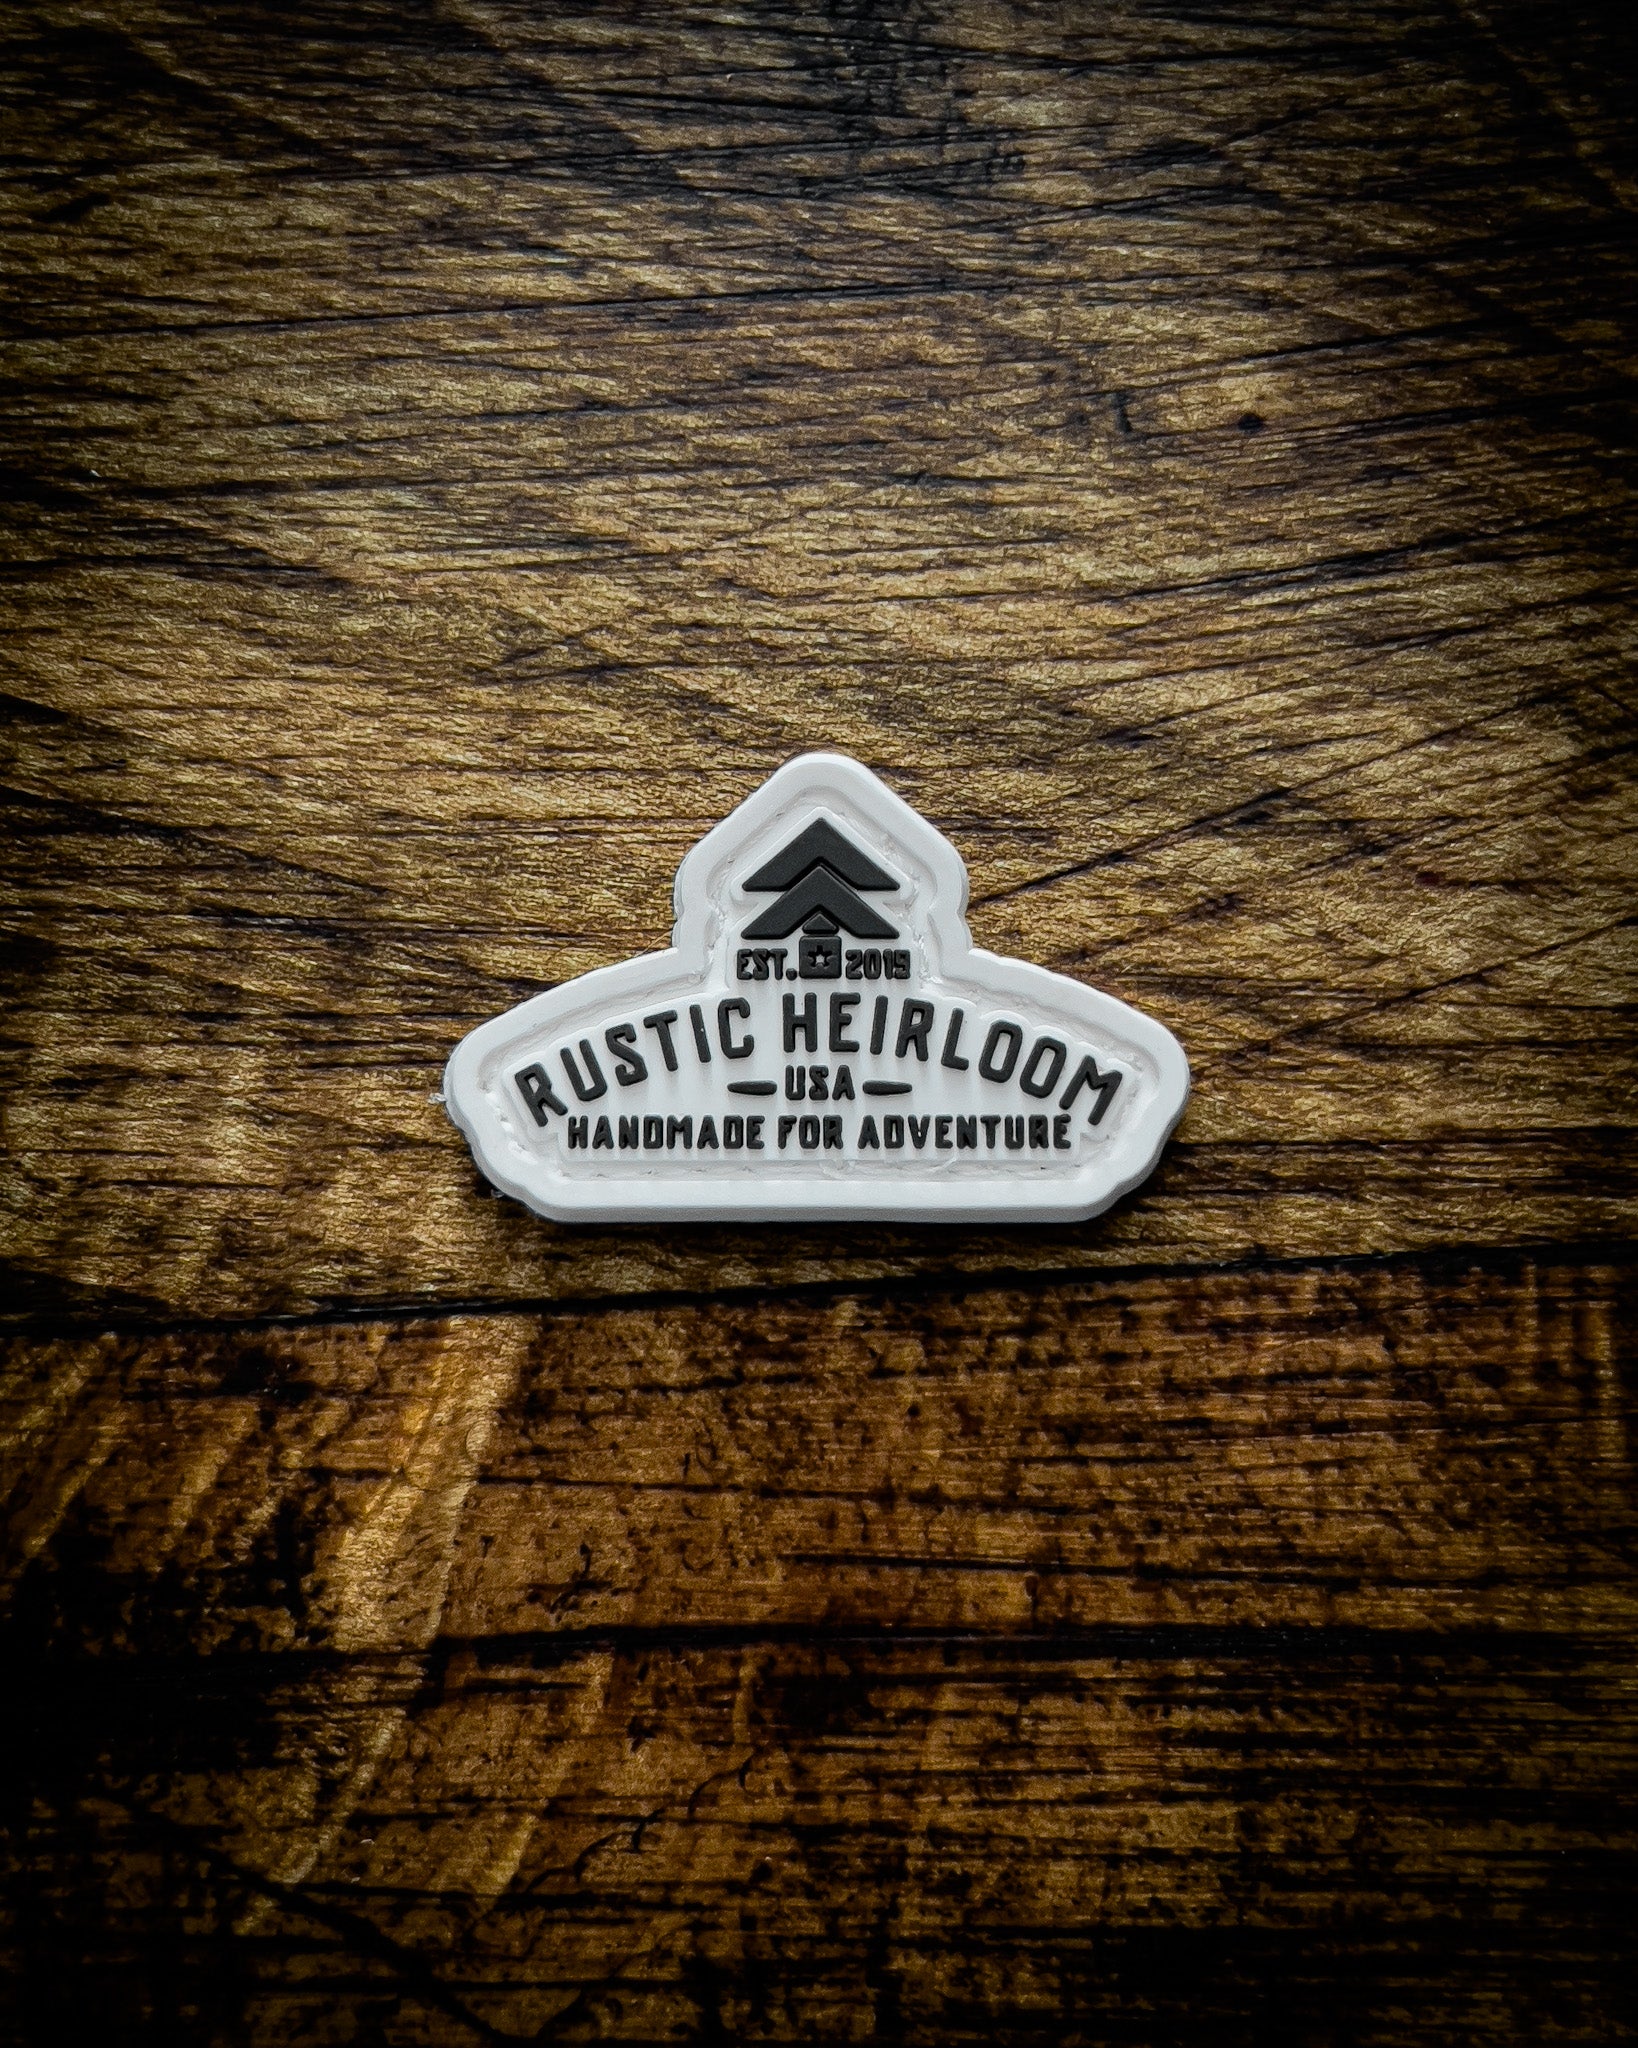 EST. 2019
RUSTIC HEIRLOOM
USA
HANDMADE FOR ADVENTURE